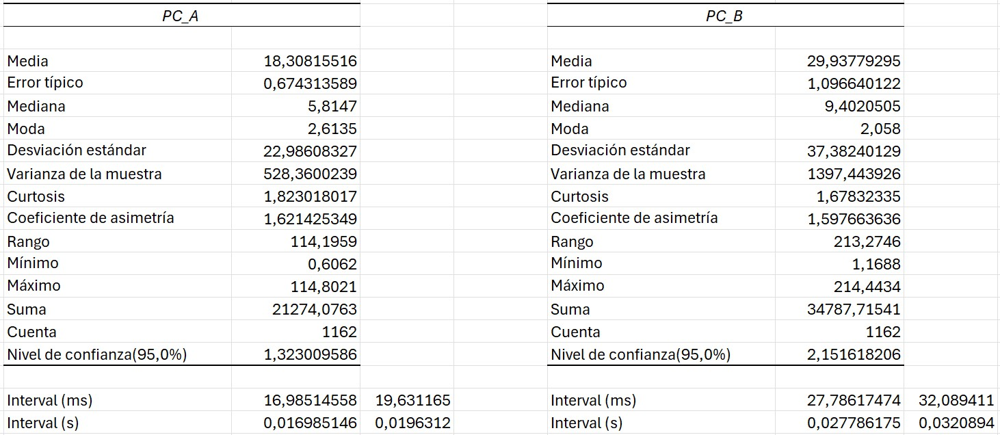 PC_A PC_B
Media 18,30815516 Media 29,93779295
Error típico 0,674313589 Error típico 1,096640122
Mediana 5,8147 Mediana 9,4020505
Moda 2,6135 Moda 2,058
Desviación estándar 22,98608327 Desviación estándar 37,38240129
Varianza de la muestra 528,3600239 Varianza de la muestra 1397,443926
Curtosis 1,823018017 Curtosis 1,67832335
Coeficiente de asimetría 1,621425349 Coeficiente de asimetría 1,597663636
Rango 114,1959 Rango 213,2746
Mínimo 0,6062 Mínimo 1,1688
Máximo 114,8021 Máximo 214,4434
Suma 21274,0763 Suma 34787,71541
Cuenta 1162 Cuenta 1162
Nivel de confianza(95,0%) 1,323009586 Nivel de confianza(95,0%) 2,151618206
Interval (ms) 16,98514558 19,631165 Interval (ms) 27,78617474 32,089411
Interval (s) 0,016985146 0,0196312 Interval (s) 0,027786175 0,0320894